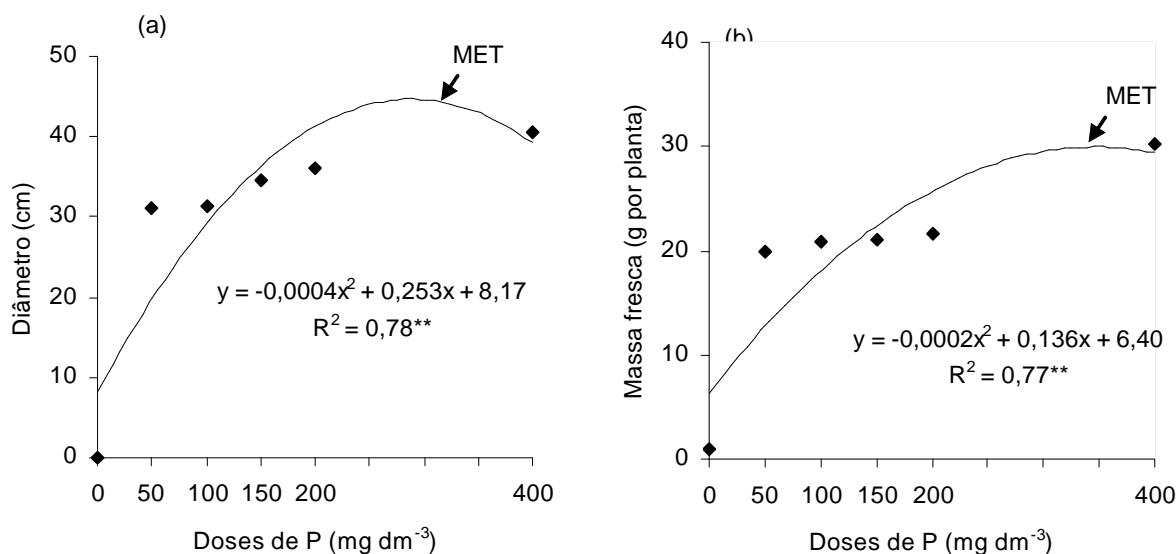 (a)
50
40
30
20
10
0
Diâmetro (cm)
MET
y = -0,0004x² + 0,253x + 8,17
R² = 0,78**
0 50 100 150 200 400
Doses de P (mg dm⁻³)
(b)
40
30
20
10
0
Massa fresca (g por planta)
MET
y = -0,0002x² + 0,136x + 6,40
R² = 0,77**
0 50 100 150 200 400
Doses de P (mg dm⁻³)